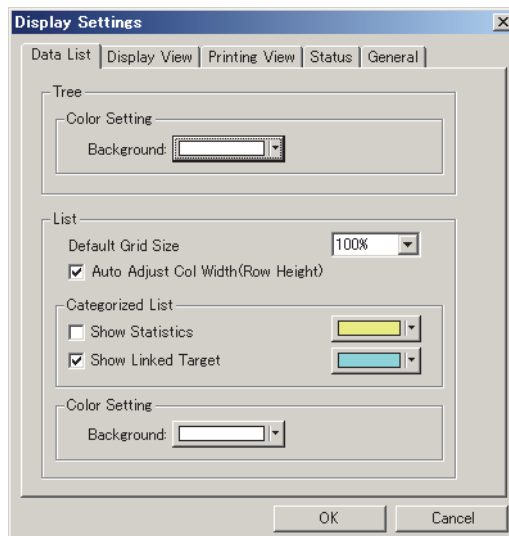 Display Settings
Data List Display View Printing View Status General
Tree
Color Setting
Background:
List
Default Grid Size 100%
Auto Adjust Col Width(Row Height)
Categorized List
Show Statistics
Show Linked Target
Color Setting
Background:
OK Cancel